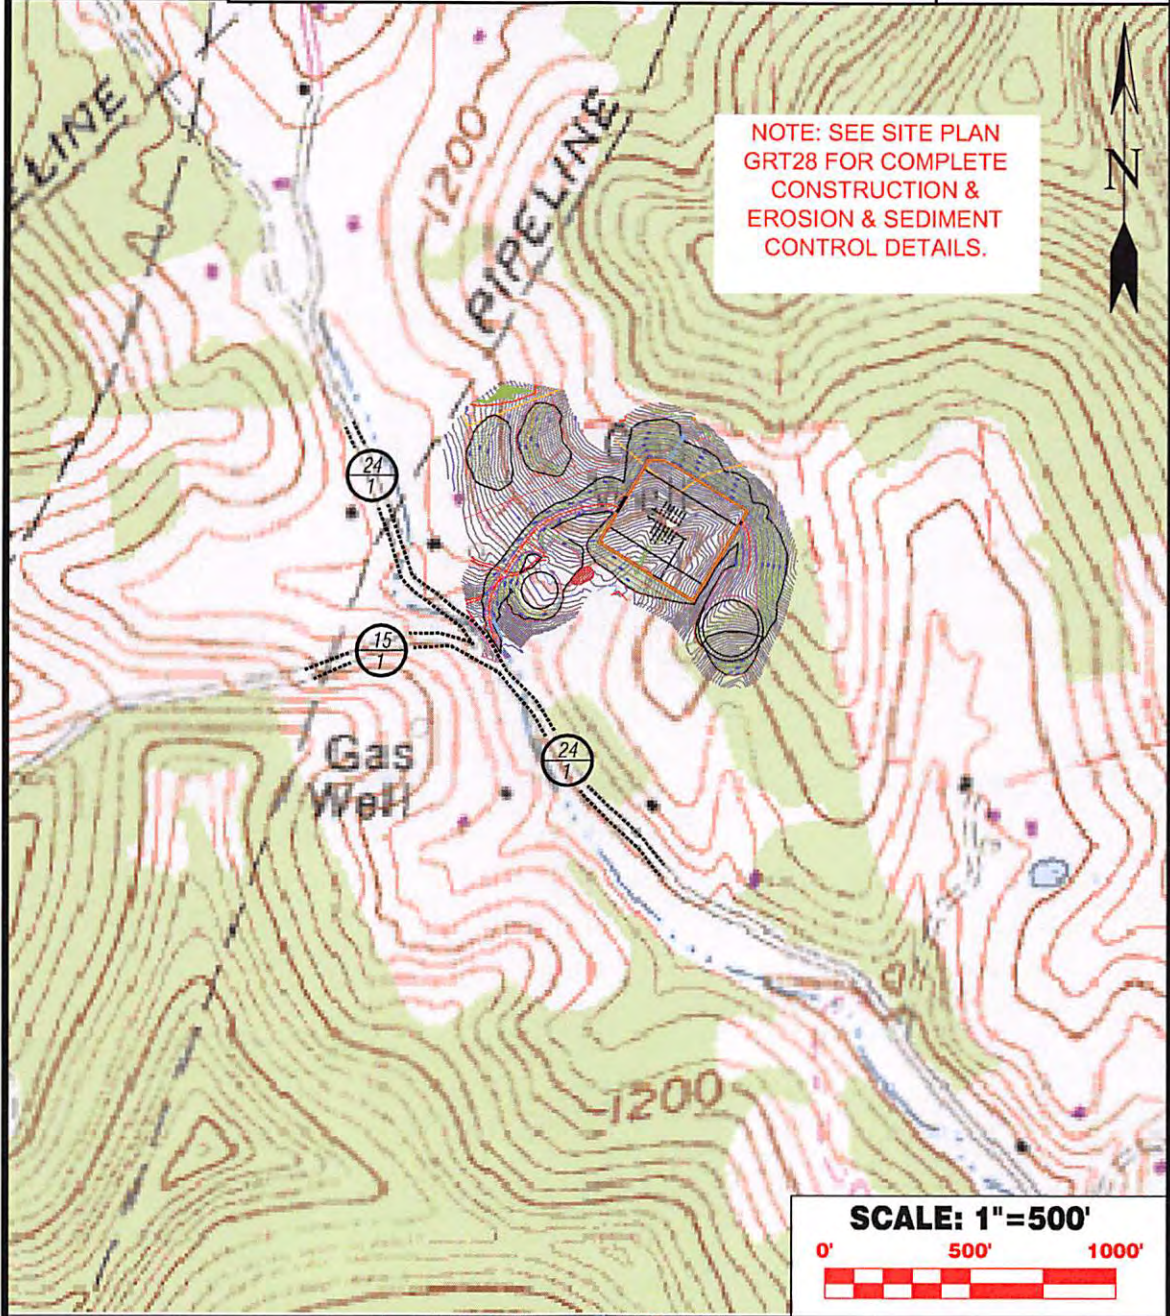 LINE
1200
PIPELINE
NOTE: SEE SITE PLAN
GRT28 FOR COMPLETE
CONSTRUCTION &
EROSION & SEDIMENT
CONTROL DETAILS.
N
24
1
15
1
Gas
Well
24
1
1200
SCALE: 1"=500'
0' 500' 1000'